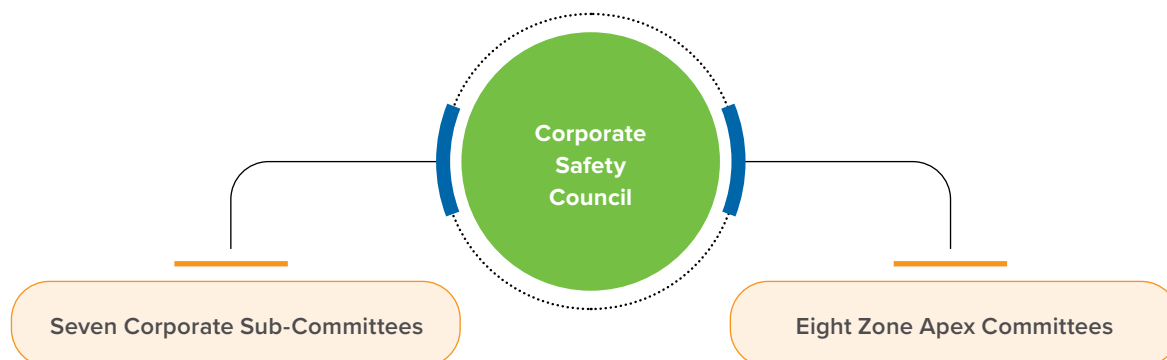 Corporate
Safety
Council
Seven Corporate Sub-Committees
Eight Zone Apex Committees